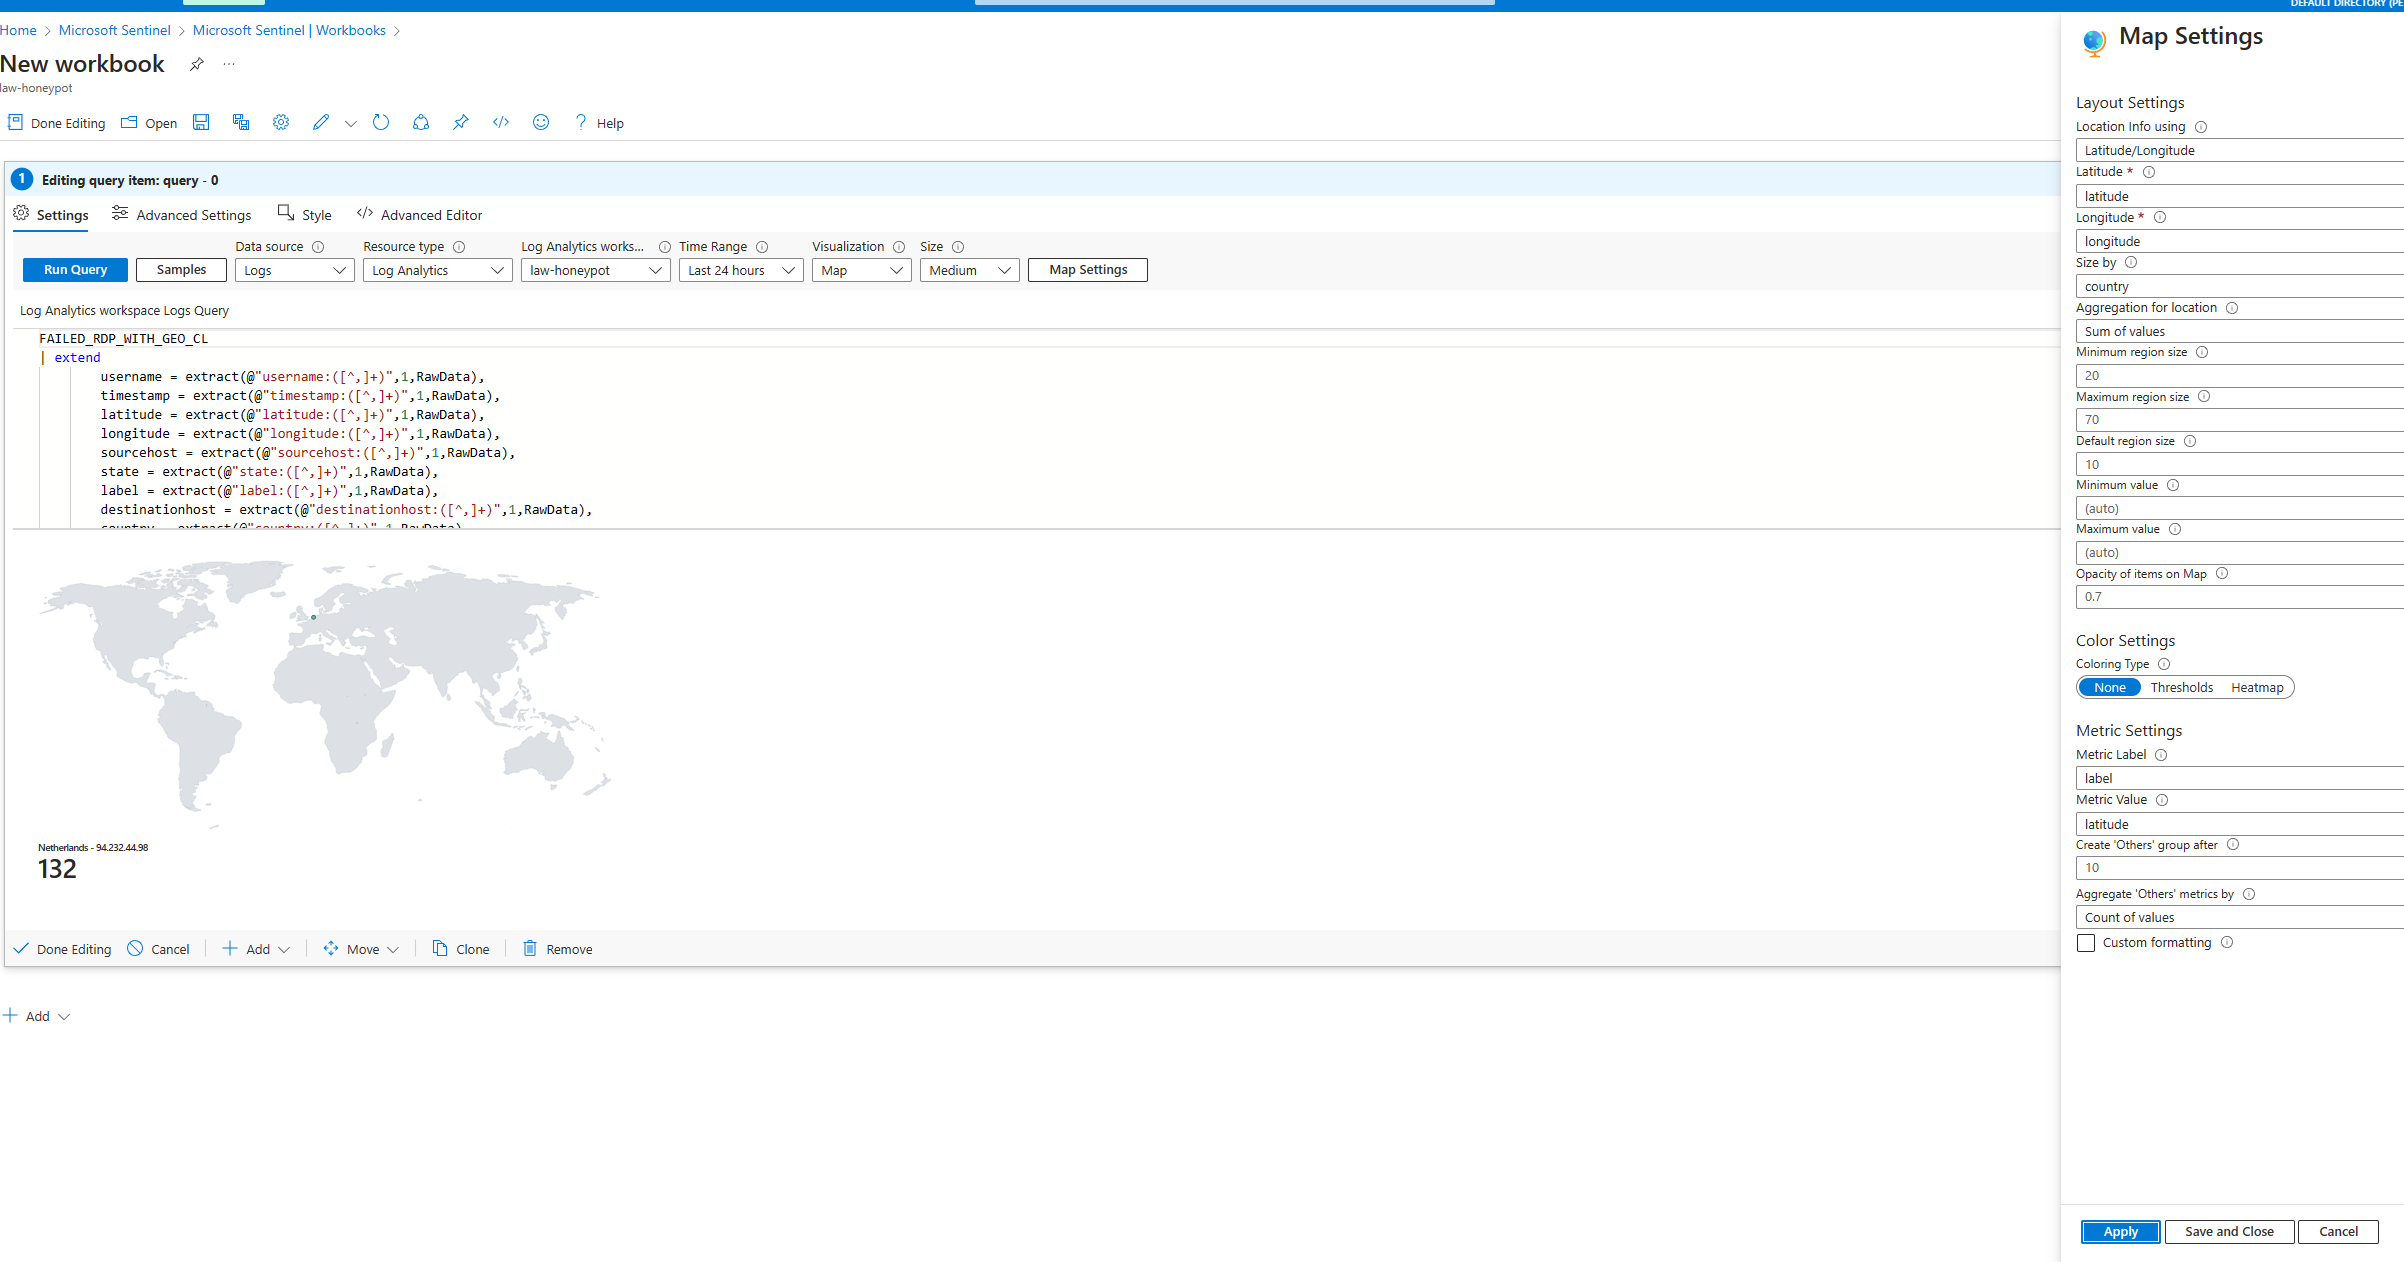 DEFAULT DIRECTORY (PE
Home > Microsoft Sentinel > Microsoft Sentinel | Workbooks >
New workbook ...
law-honeypot
Done Editing Open Help
1 Editing query item: query - 0
Settings Advanced Settings Style Advanced Editor
Data source Resource type Log Analytics works... Time Range Visualization Size
Run Query Samples Logs Log Analytics law-honeypot Last 24 hours Map Medium Map Settings
Log Analytics workspace Logs Query
FAILED_RDP_WITH_GEO_CL
| extend
username = extract(@"username:([^,]+)",1,RawData),
timestamp = extract(@"timestamp:([^,]+)",1,RawData),
latitude = extract(@"latitude:([^,]+)",1,RawData),
longitude = extract(@"longitude:([^,]+)",1,RawData),
sourcehost = extract(@"sourcehost:([^,]+)",1,RawData),
state = extract(@"state:([^,]+)",1,RawData),
label = extract(@"label:([^,]+)",1,RawData),
destinationhost = extract(@"destinationhost:([^,]+)",1,RawData),
country = extract(@"country:([^,]+)",1,RawData)
Netherlands - 94.232.44.98
132
Done Editing Cancel Add Move Clone Remove
Add
Map Settings
Layout Settings
Location Info using
Latitude/Longitude
Latitude *
latitude
Longitude *
longitude
Size by
country
Aggregation for location
Sum of values
Minimum region size
20
Maximum region size
70
Default region size
10
Minimum value
(auto)
Maximum value
(auto)
Opacity of items on Map
0.7
Color Settings
Coloring Type
None Thresholds Heatmap
Metric Settings
Metric Label
label
Metric Value
latitude
Create 'Others' group after
10
Aggregate 'Others' metrics by
Count of values
Custom formatting
Apply Save and Close Cancel